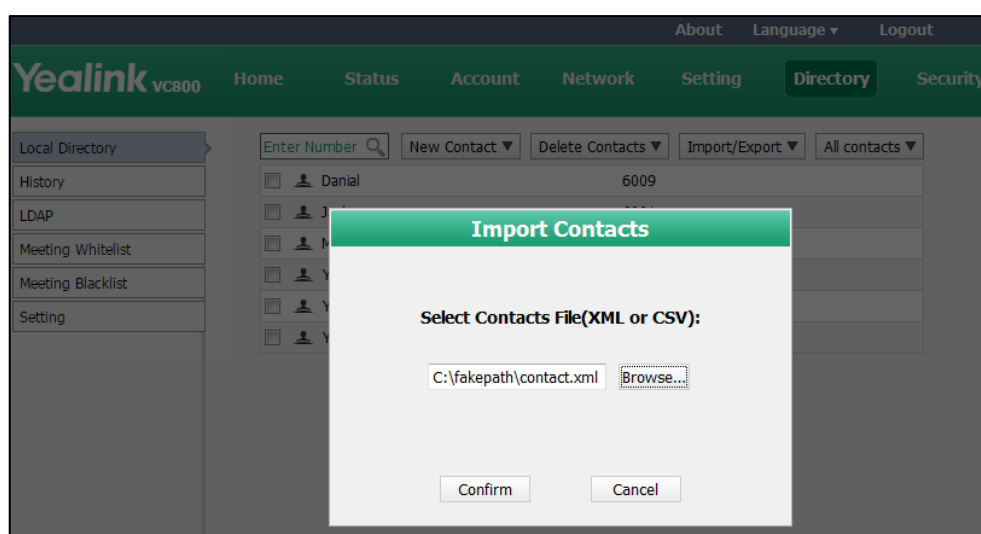 About Language ▾ Logout
Yealink VC800 Home Status Account Network Setting Directory Security
Local Directory
Enter Number New Contact ▼ Delete Contacts ▼ Import/Export ▼ All contacts ▼
History
Danial 6009
LDAP
Meeting Whitelist
Meeting Blacklist
Setting
Import Contacts
Select Contacts File(XML or CSV):
C:\fakepath\contact.xml Browse...
Confirm Cancel